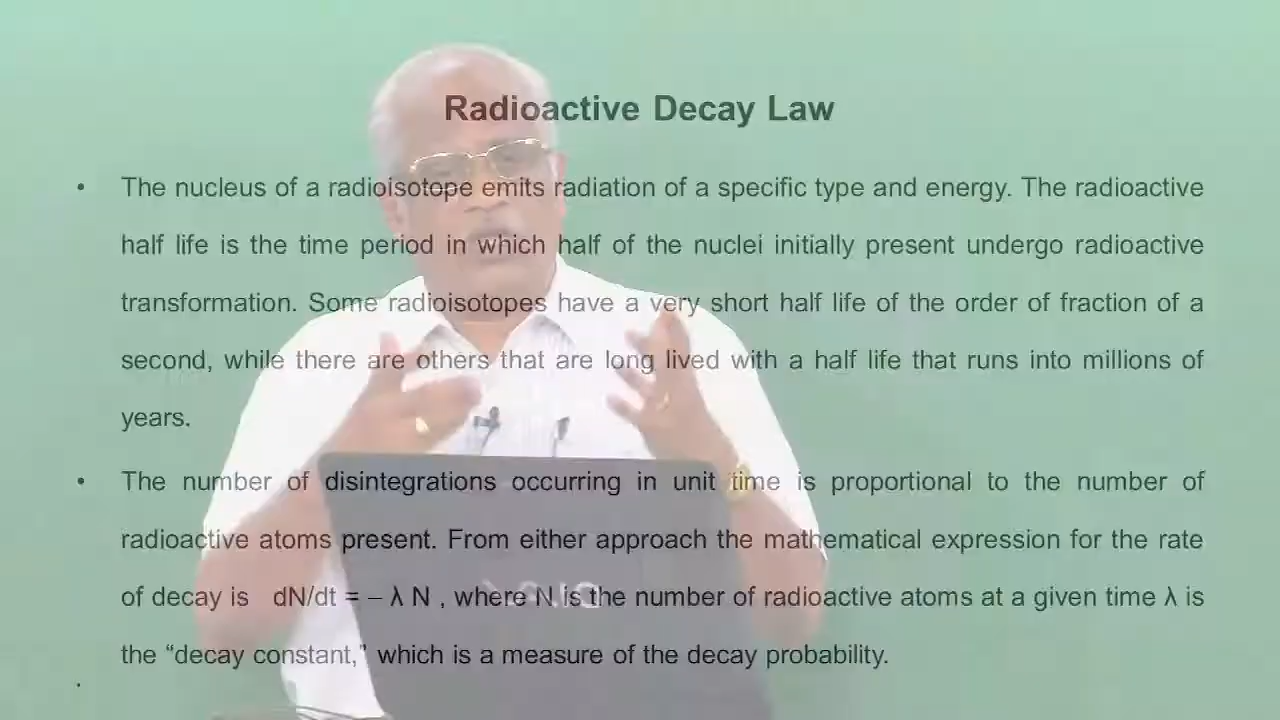 Radioactive Decay Law
• The nucleus of a radioisotope emits radiation of a specific type and energy. The radioactive
half life is the time period in which half of the nuclei initially present undergo radioactive
transformation. Some radioisotopes have a very short half life of the order of fraction of a
second, while there are others that are long lived with a half life that runs into millions of
years.
• The number of disintegrations occurring in unit time is proportional to the number of
radioactive atoms present. From either approach the mathematical expression for the rate
of decay is dN/dt = – λ N , where N is the number of radioactive atoms at a given time λ is
the “decay constant,” which is a measure of the decay probability.